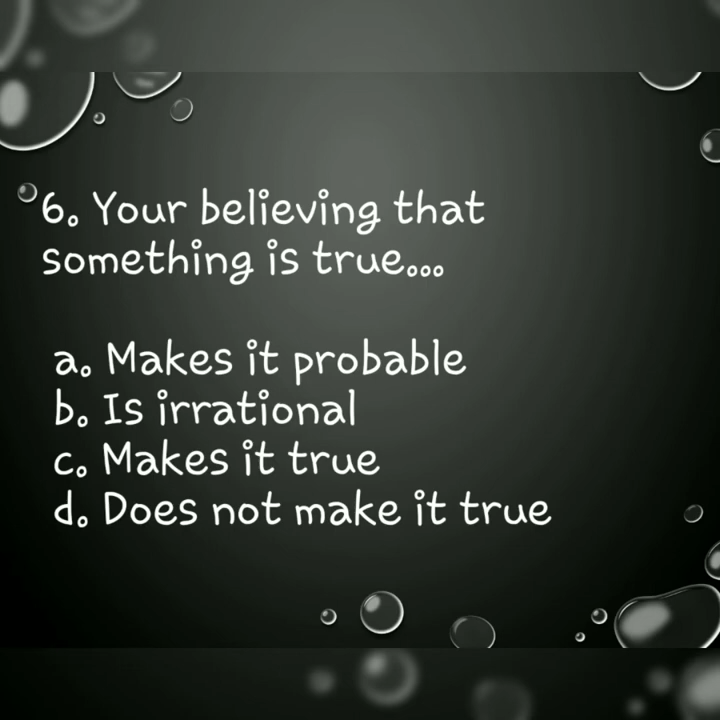 6. Your believing that
something is true...
a. Makes it probable
b. Is irrational
c. Makes it true
d. Does not make it true